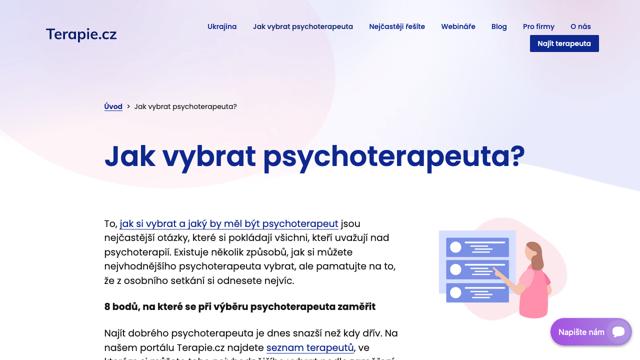 Terapie.cz
Ukrajina
Jak vybrat psychoterapeuta
Nejčastěji řešíte
Webináře
Blog
Pro firmy
O nás
Najít terapeuta
Úvod > Jak vybrat psychoterapeuta?
Jak vybrat psychoterapeuta?
To, jak si vybrat a jaký by měl být psychoterapeut jsou
nejčastější otázky, které si pokládají všichni, kteří uvažují nad
psychoterapií. Existuje několik způsobů, jak si můžete
nejvhodnějšího psychoterapeuta vybrat, ale pamatujte na to,
že z osobního setkání si odnesete nejvíc.
8 bodů, na které se při výběru psychoterapeuta zaměřit
Najít dobrého psychoterapeuta je dnes snazší než kdy dřív. Na
našem portálu Terapie.cz najdete seznam terapeutů, ve
Napište nám